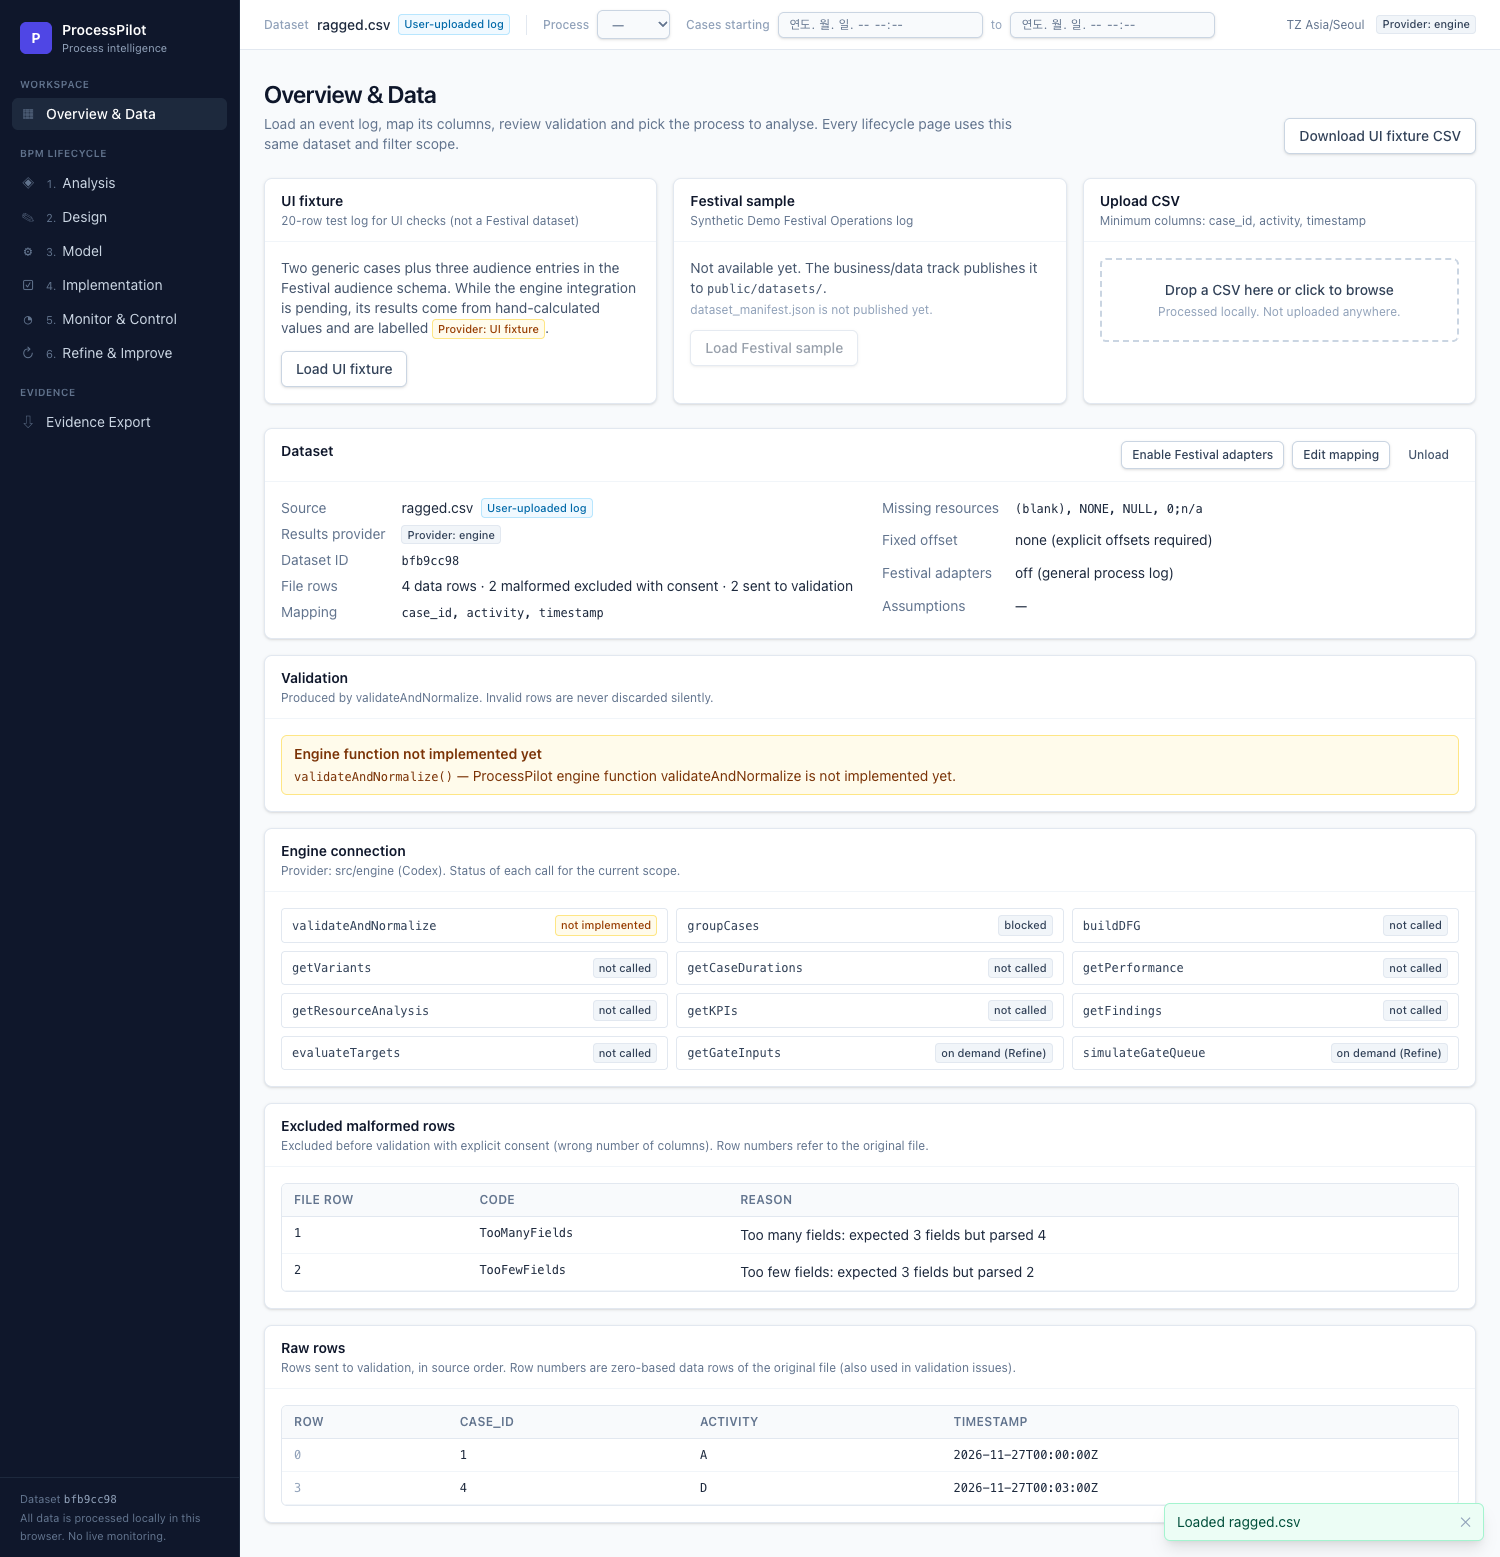 P
ProcessPilot
Process intelligence
WORKSPACE
Overview & Data
BPM LIFECYCLE
1. Analysis
2. Design
3. Model
4. Implementation
5. Monitor & Control
6. Refine & Improve
EVIDENCE
Evidence Export
Dataset bfb9cc98
All data is processed locally in this
browser. No live monitoring.
Dataset ragged.csv User-uploaded log Process — Cases starting 연도. 월. 일. -- --:-- to 연도. 월. 일. -- --:-- TZ Asia/Seoul Provider: engine
Overview & Data
Load an event log, map its columns, review validation and pick the process to analyse. Every lifecycle page uses this
same dataset and filter scope.
Download UI fixture CSV
UI fixture
20-row test log for UI checks (not a Festival dataset)
Two generic cases plus three audience entries in the
Festival audience schema. While the engine integration
is pending, its results come from hand-calculated
values and are labelled Provider: UI fixture.
Load UI fixture
Festival sample
Synthetic Demo Festival Operations log
Not available yet. The business/data track publishes it
to public/datasets/.
dataset_manifest.json is not published yet.
Load Festival sample
Upload CSV
Minimum columns: case_id, activity, timestamp
Drop a CSV here or click to browse
Processed locally. Not uploaded anywhere.
Dataset
Enable Festival adapters Edit mapping Unload
Source ragged.csv User-uploaded log
Results provider Provider: engine
Dataset ID bfb9cc98
File rows 4 data rows · 2 malformed excluded with consent · 2 sent to validation
Mapping case_id, activity, timestamp
Missing resources (blank), NONE, NULL, 0;n/a
Fixed offset none (explicit offsets required)
Festival adapters off (general process log)
Assumptions —
Validation
Produced by validateAndNormalize. Invalid rows are never discarded silently.
Engine function not implemented yet
validateAndNormalize() — ProcessPilot engine function validateAndNormalize is not implemented yet.
Engine connection
Provider: src/engine (Codex). Status of each call for the current scope.
validateAndNormalize not implemented groupCases blocked buildDFG not called
getVariants not called getCaseDurations not called getPerformance not called
getResourceAnalysis not called getKPIs not called getFindings not called
evaluateTargets not called getGateInputs on demand (Refine) simulateGateQueue on demand (Refine)
Excluded malformed rows
Excluded before validation with explicit consent (wrong number of columns). Row numbers refer to the original file.
FILE ROW CODE REASON
1 TooManyFields Too many fields: expected 3 fields but parsed 4
2 TooFewFields Too few fields: expected 3 fields but parsed 2
Raw rows
Rows sent to validation, in source order. Row numbers are zero-based data rows of the original file (also used in validation issues).
ROW CASE_ID ACTIVITY TIMESTAMP
0 1 A 2026-11-27T00:00:00Z
3 4 D 2026-11-27T00:03:00Z
Loaded ragged.csv